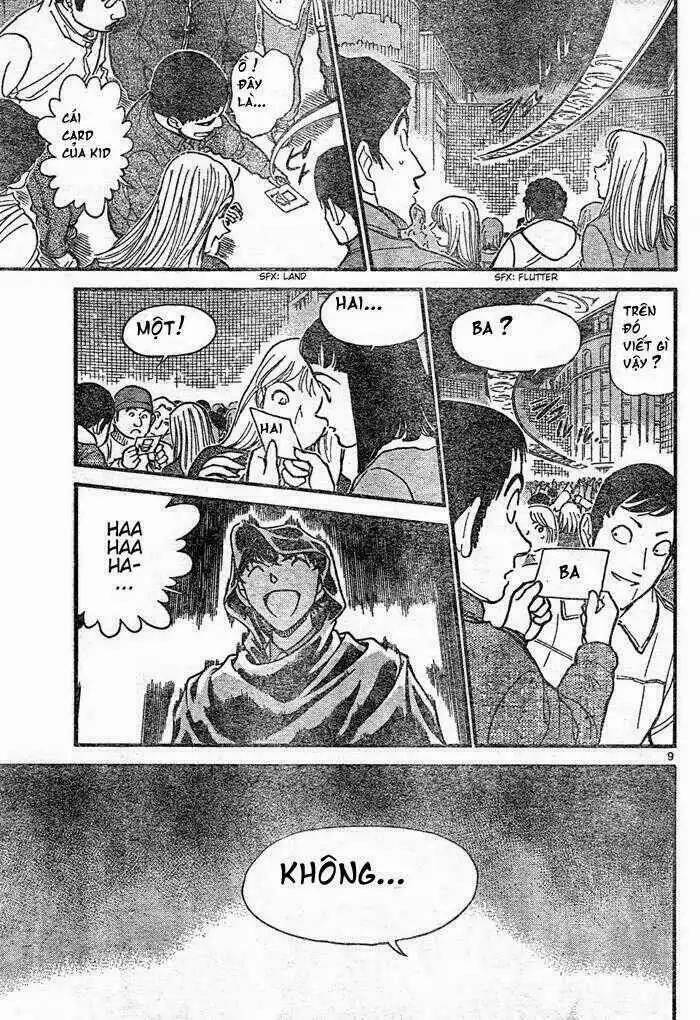 Ồ!
ĐÂY
LÀ...
CÁI
CARD
CỦA KID
SFX: LAND
SFX: FLUTTER
TRÊN
ĐÓ
VIẾT GÌ
VẬY?
BA?
BA
HAI...
MỘT!
HAI
HAA
HAA
HA-
...
9
KHÔNG...